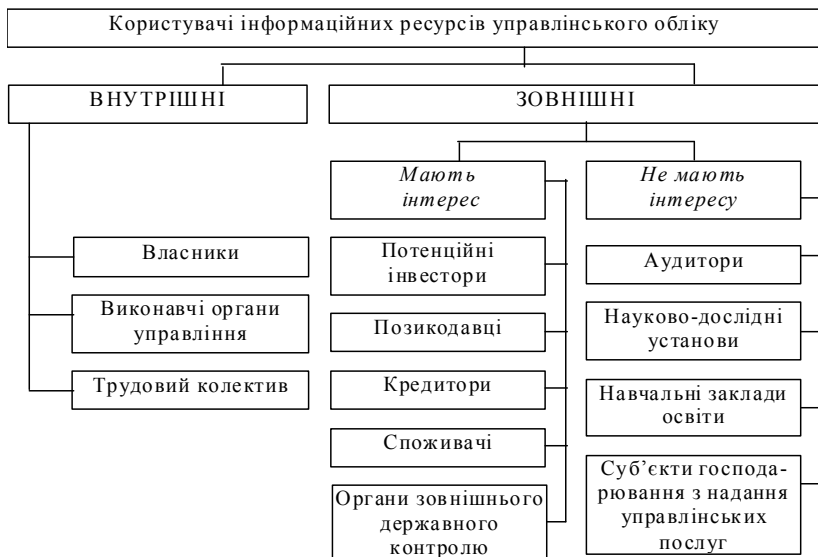 Користувачі інформаційних ресурсів управлінського обліку
ВНУТРІШНІ
ЗОВНІШНІ
Мають
інтерес
Не мають
інтересу
Власники
Виконавчі органи
управління
Трудовий колектив
Потенційні
інвестори
Позикодавці
Кредитори
Споживачі
Органи зовнішнього
державного
контролю
Аудитори
Науково-дослідні
установи
Навчальні заклади
освіти
Суб’єкти господа-
рювання з надання
управлінських
послуг